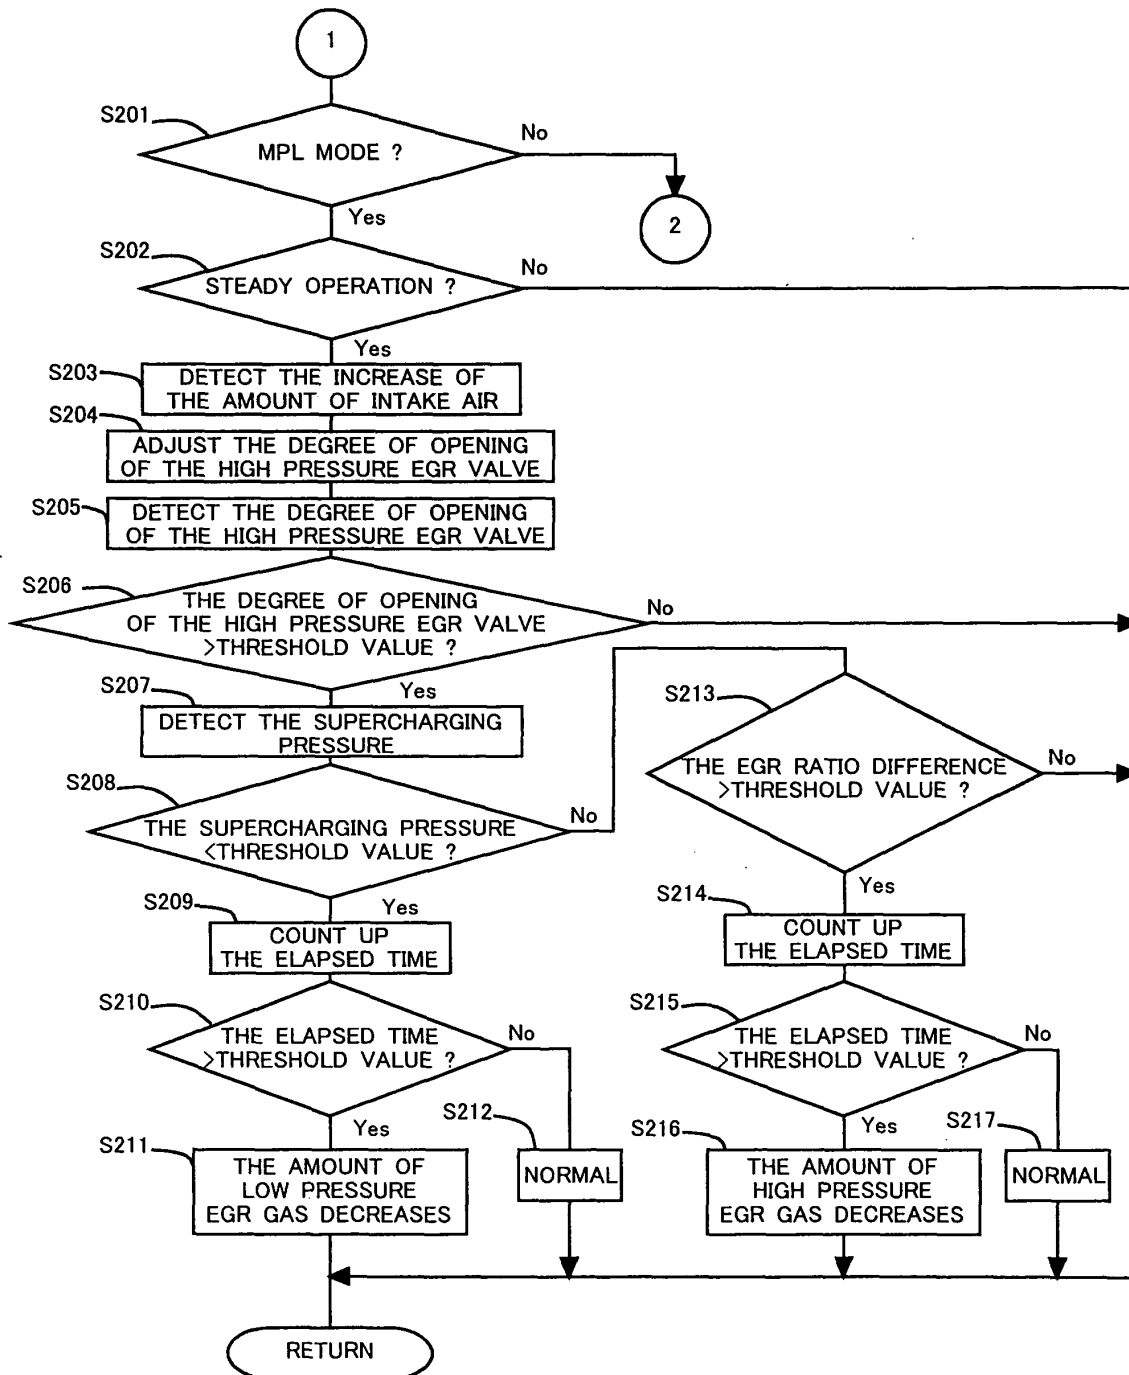 1
S201
MPL MODE ?
No
2
Yes
S202
STEADY OPERATION ?
No
Yes
S203
DETECT THE INCREASE OF
THE AMOUNT OF INTAKE AIR
S204
ADJUST THE DEGREE OF OPENING
OF THE HIGH PRESSURE EGR VALVE
S205
DETECT THE DEGREE OF OPENING
OF THE HIGH PRESSURE EGR VALVE
S206
THE DEGREE OF OPENING
OF THE HIGH PRESSURE EGR VALVE
>THRESHOLD VALUE ?
No
Yes
S207
DETECT THE SUPERCHARGING
PRESSURE
S208
THE SUPERCHARGING PRESSURE
<THRESHOLD VALUE ?
No
Yes
S209
COUNT UP
THE ELAPSED TIME
S210
THE ELAPSED TIME
>THRESHOLD VALUE ?
No
Yes
S211
THE AMOUNT OF
LOW PRESSURE
EGR GAS DECREASES
S212
NORMAL
S213
THE EGR RATIO DIFFERENCE
>THRESHOLD VALUE ?
No
Yes
S214
COUNT UP
THE ELAPSED TIME
S215
THE ELAPSED TIME
>THRESHOLD VALUE ?
No
Yes
S216
THE AMOUNT OF
HIGH PRESSURE
EGR GAS DECREASES
S217
NORMAL
RETURN